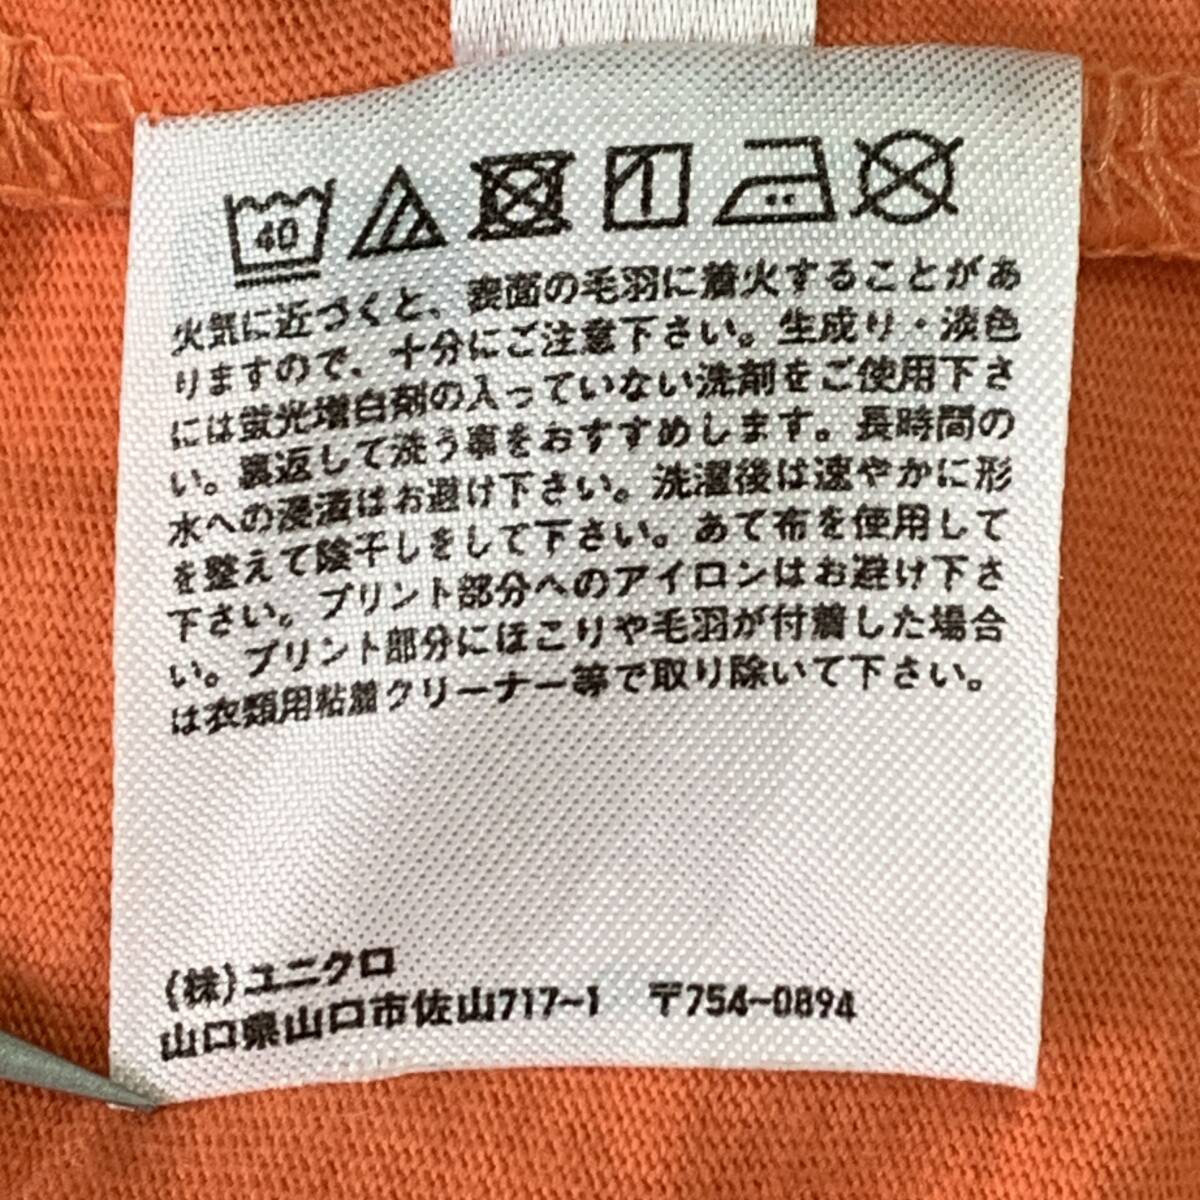 40
火気に近づくと、表面の毛羽に着火することがあ
りますので、十分にご注意下さい。生成り・淡色
には蛍光増白剤の入っていない洗剤をご使用下さ
い。裏返して洗う事をおすすめします。長時間の
水への浸漬はお避け下さい。洗濯後は速やかに形
を整えて陰干しをして下さい。あて布を使用して
下さい。プリント部分へのアイロンはお避け下さ
い。プリント部分にほこりや毛羽が付着した場合
は衣類用粘着クリーナー等で取り除いて下さい。
(株)ユニクロ
山口県山口市佐山717-1 〒754-0894